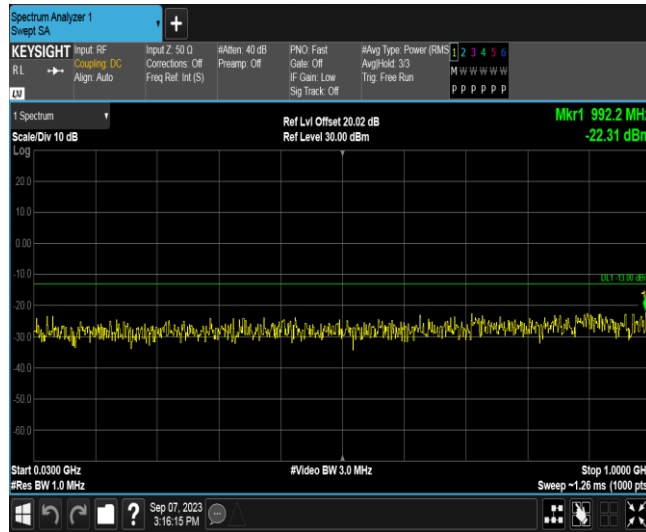 Spectrum Analyzer 1
Swept SA
+
KEYSIGHT Input: RF Input Z: 50 Ω #Atten: 40 dB PNO: Fast #Avg Type: Power (RMS 1 2 3 4 5 6
RL Coupling: DC Corrections: Off Preamp: Off Gate: Off Avg|Hold: 3/3 M W W W W W
Align: Auto Freq Ref: Int (S) IF Gain: Low Trig: Free Run
LXI Sig Track: Off P P P P P P
1 Spectrum Ref Lvl Offset 20.02 dB Mkr1 992.2 MHz
Scale/Div 10 dB Ref Level 30.00 dBm -22.31 dBm
Log
20.0
10.0
0.00
-10.0
DL1 -13.00 dBm
1
-20.0
-30.0
-40.0
-50.0
-60.0
Start 0.0300 GHz #Video BW 3.0 MHz Stop 1.0000 GH
#Res BW 1.0 MHz Sweep ~1.26 ms (1000 pts
? Sep 07, 2023
3:16:15 PM